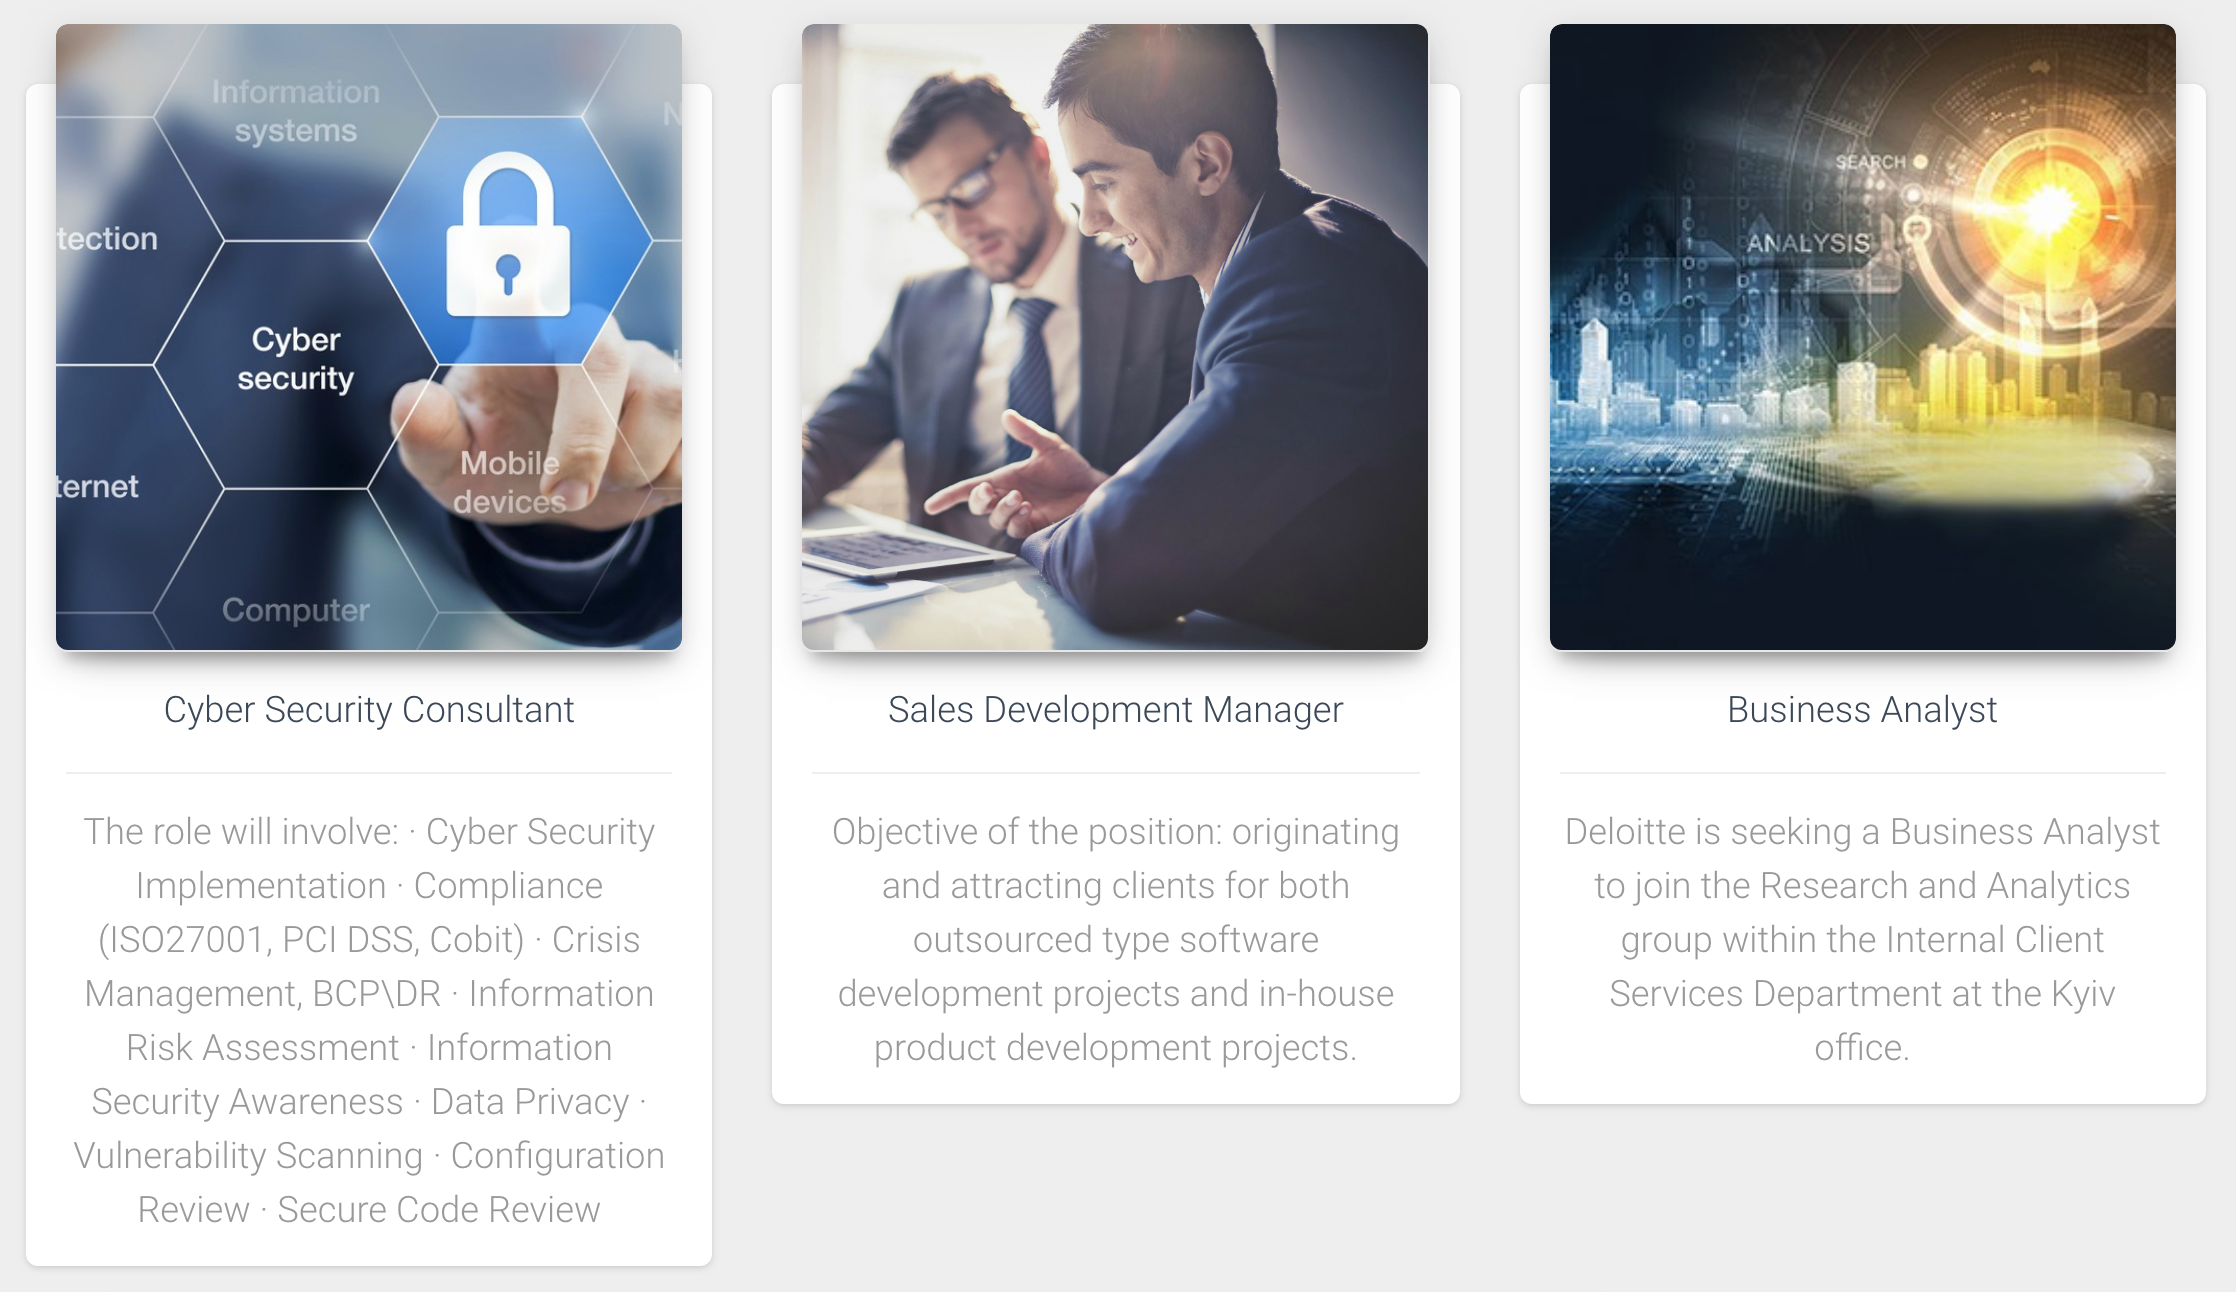 Information
systems
tection
Cyber
security
Mobile
devices
ternet
Computer
SEARCH
ANALYSIS
Cyber Security Consultant
The role will involve: · Cyber Security
Implementation · Compliance
(ISO27001, PCI DSS, Cobit) · Crisis
Management, BCP\DR · Information
Risk Assessment · Information
Security Awareness · Data Privacy ·
Vulnerability Scanning · Configuration
Review · Secure Code Review
Sales Development Manager
Objective of the position: originating
and attracting clients for both
outsourced type software
development projects and in-house
product development projects.
Business Analyst
Deloitte is seeking a Business Analyst
to join the Research and Analytics
group within the Internal Client
Services Department at the Kyiv
office.